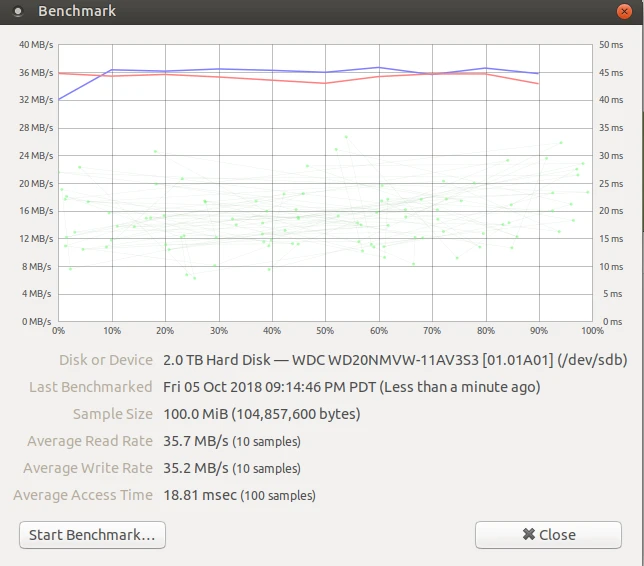 Benchmark
40 MB/s 50 ms
36 MB/s 45 ms
32 MB/s 40 ms
28 MB/s 35 ms
24 MB/s 30 ms
20 MB/s 25 ms
16 MB/s 20 ms
12 MB/s 15 ms
8 MB/s 10 ms
4 MB/s 5 ms
0 MB/s 0 ms
0% 10% 20% 30% 40% 50% 60% 70% 80% 90% 100%
Disk or Device 2.0 TB Hard Disk — WDC WD20NMVW-11AV3S3 [01.01A01] (/dev/sdb)
Last Benchmarked Fri 05 Oct 2018 09:14:46 PM PDT (Less than a minute ago)
Sample Size 100.0 MiB (104,857,600 bytes)
Average Read Rate 35.7 MB/s (10 samples)
Average Write Rate 35.2 MB/s (10 samples)
Average Access Time 18.81 msec (100 samples)
Start Benchmark... Close